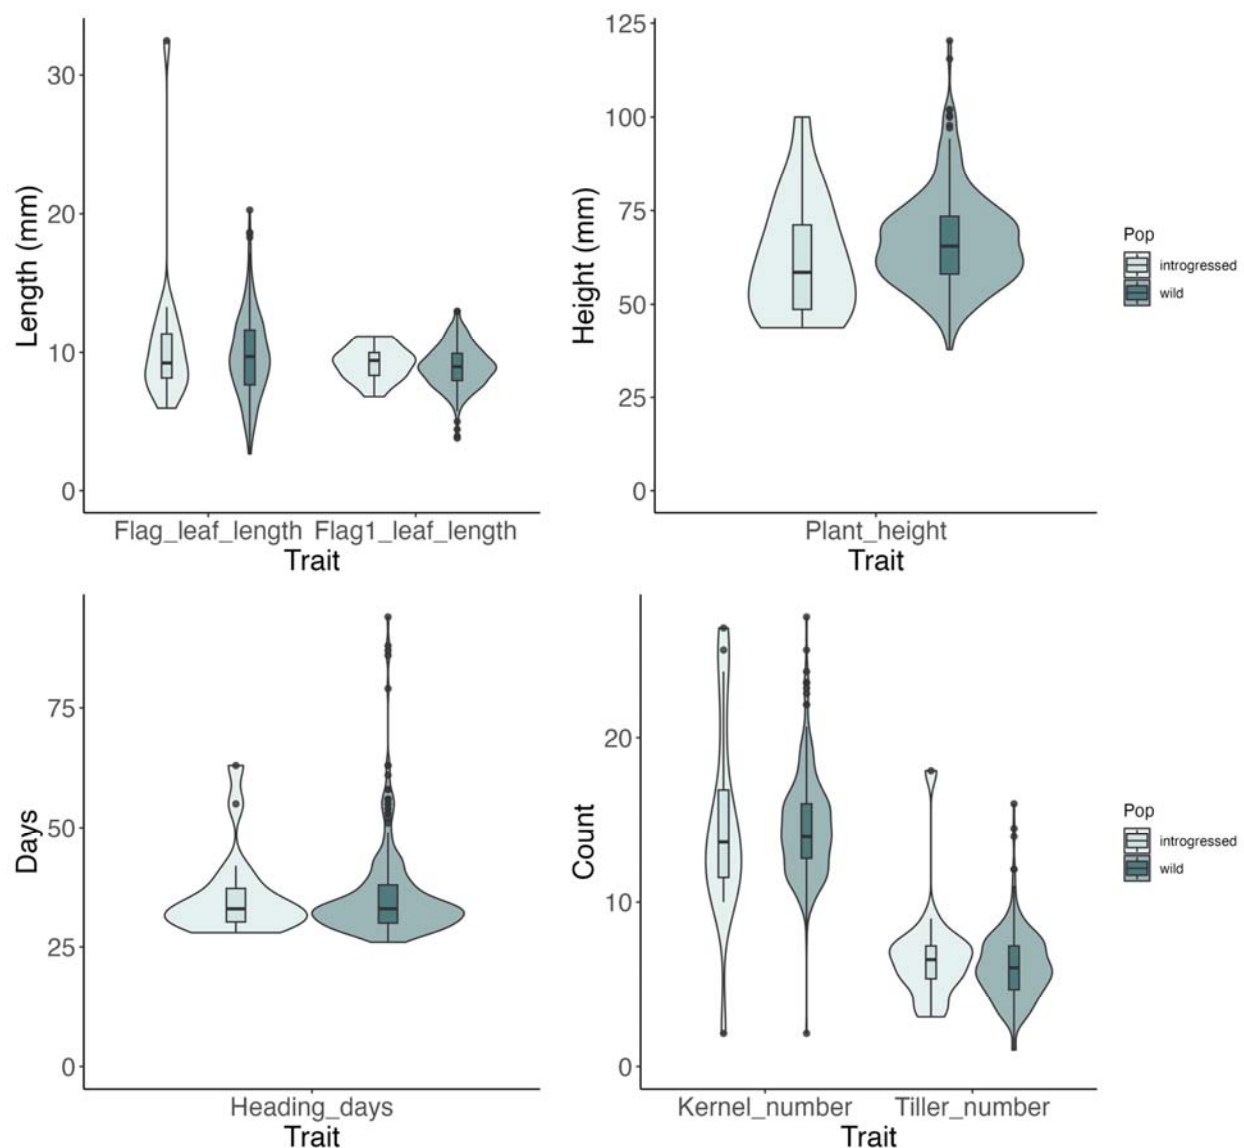 Length (mm)
30
20
10
0
Flag_leaf_length Flag1_leaf_length
Trait
Height (mm)
125
100
75
50
25
0
Plant_height
Trait
Pop
introgressed
wild
Days
75
50
25
0
Heading_days
Trait
Count
20
10
0
Kernel_number Tiller_number
Trait
Pop
introgressed
wild